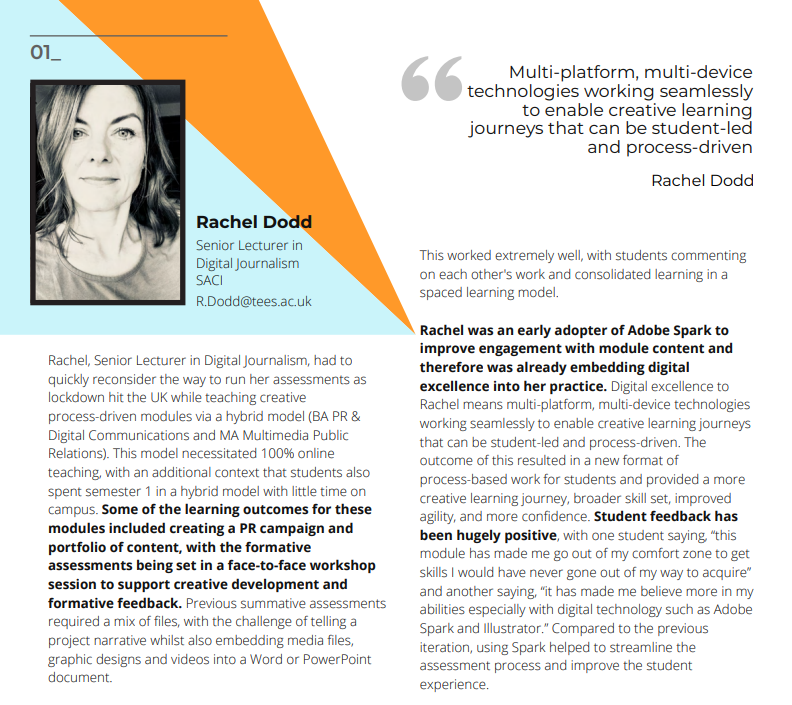 01_
Rachel Dodd
Senior Lecturer in
Digital Journalism
SACI
R.Dodd@tees.ac.uk
Rachel, Senior Lecturer in Digital Journalism, had to
quickly reconsider the way to run her assessments as
lockdown hit the UK while teaching creative
process-driven modules via a hybrid model (BA PR &
Digital Communications and MA Multimedia Public
Relations). This model necessitated 100% online
teaching, with an additional context that students also
spent semester 1 in a hybrid model with little time on
campus. Some of the learning outcomes for these
modules included creating a PR campaign and
portfolio of content, with the formative
assessments being set in a face-to-face workshop
session to support creative development and
formative feedback. Previous summative assessments
required a mix of files, with the challenge of telling a
project narrative whilst also embedding media files,
graphic designs and videos into a Word or PowerPoint
document.
“
Multi-platform, multi-device
technologies working seamlessly
to enable creative learning
journeys that can be student-led
and process-driven
Rachel Dodd
This worked extremely well, with students commenting
on each other's work and consolidated learning in a
spaced learning model.
Rachel was an early adopter of Adobe Spark to
improve engagement with module content and
therefore was already embedding digital
excellence into her practice. Digital excellence to
Rachel means multi-platform, multi-device technologies
working seamlessly to enable creative learning journeys
that can be student-led and process-driven. The
outcome of this resulted in a new format of
process-based work for students and provided a more
creative learning journey, broader skill set, improved
agility, and more confidence. Student feedback has
been hugely positive, with one student saying, “this
module has made me go out of my comfort zone to get
skills I would have never gone out of my way to acquire”
and another saying, “it has made me believe more in my
abilities especially with digital technology such as Adobe
Spark and Illustrator.” Compared to the previous
iteration, using Spark helped to streamline the
assessment process and improve the student
experience.